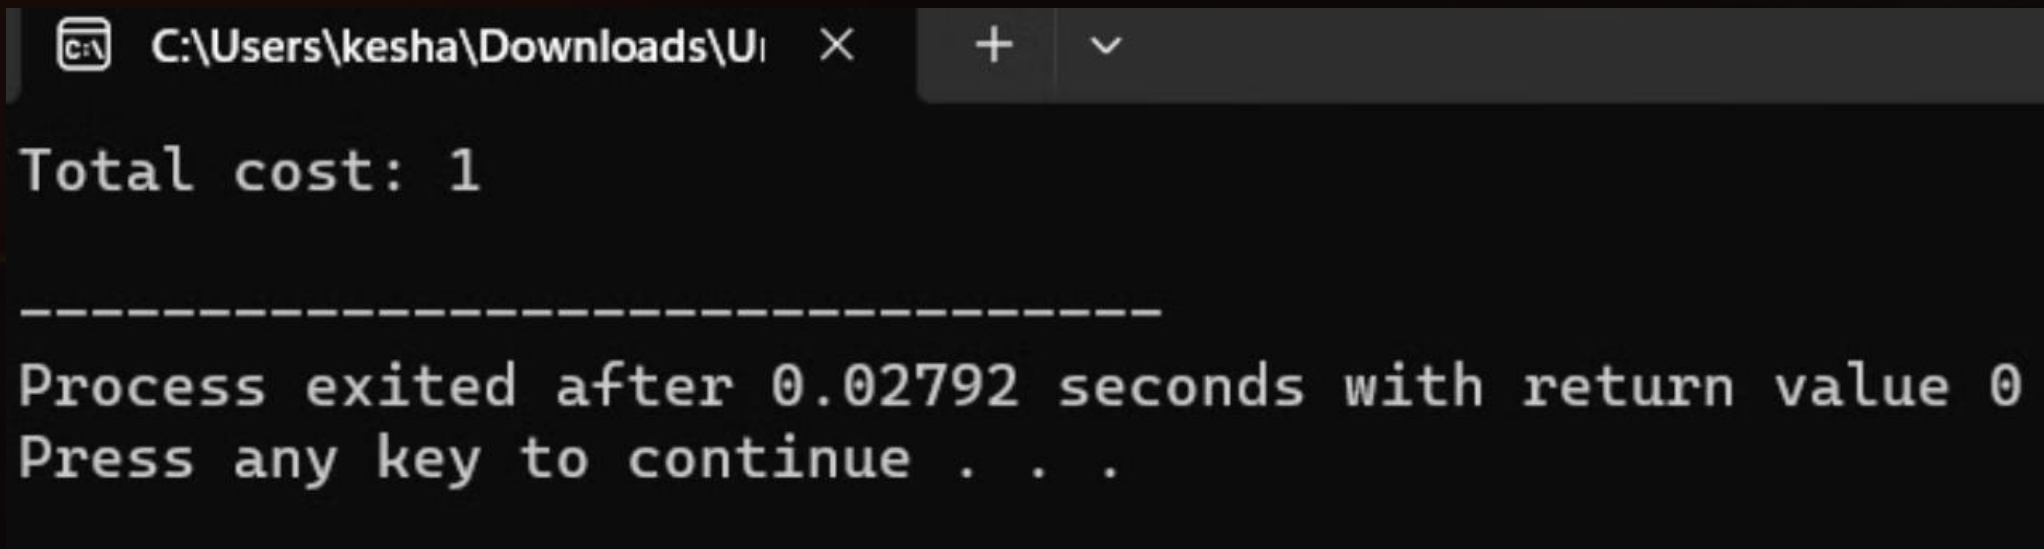 C:\Users\kesha\Downloads\U
Total cost: 1
--------------------------------
Process exited after 0.02792 seconds with return value 0
Press any key to continue . . .